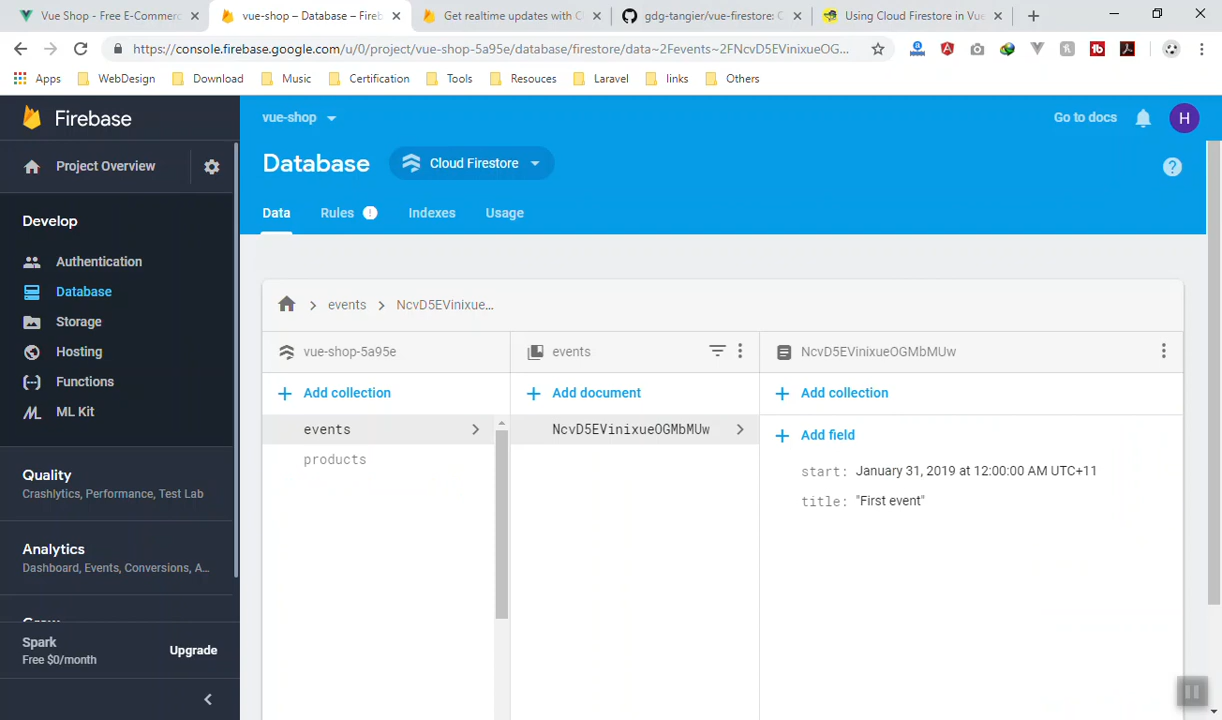 Vue Shop - Free E-Commerc
vue-shop – Database – Fireb
Get realtime updates with C
gdg-tangier/vue-firestore: C
Using Cloud Firestore in Vue
https://console.firebase.google.com/u/0/project/vue-shop-5a95e/database/firestore/data~2Fevents~2FNcvD5EVinixueOG...
Apps WebDesign Download Music Certification Tools Resouces Laravel links Others
Firebase
vue-shop
Go to docs
H
Project Overview
Database
Cloud Firestore
Data Rules Indexes Usage
Develop
Authentication
Database
Storage
Hosting
Functions
ML Kit
Quality
Crashlytics, Performance, Test Lab
Analytics
Dashboard, Events, Conversions, A...
Spark
Free $0/month
Upgrade
events > NcvD5EVinixue...
vue-shop-5a95e
events
NcvD5EVinixueOGMbMUw
Add collection
Add document
Add collection
events
products
NcvD5EVinixueOGMbMUw
Add field
start: January 31, 2019 at 12:00:00 AM UTC+11
title: "First event"